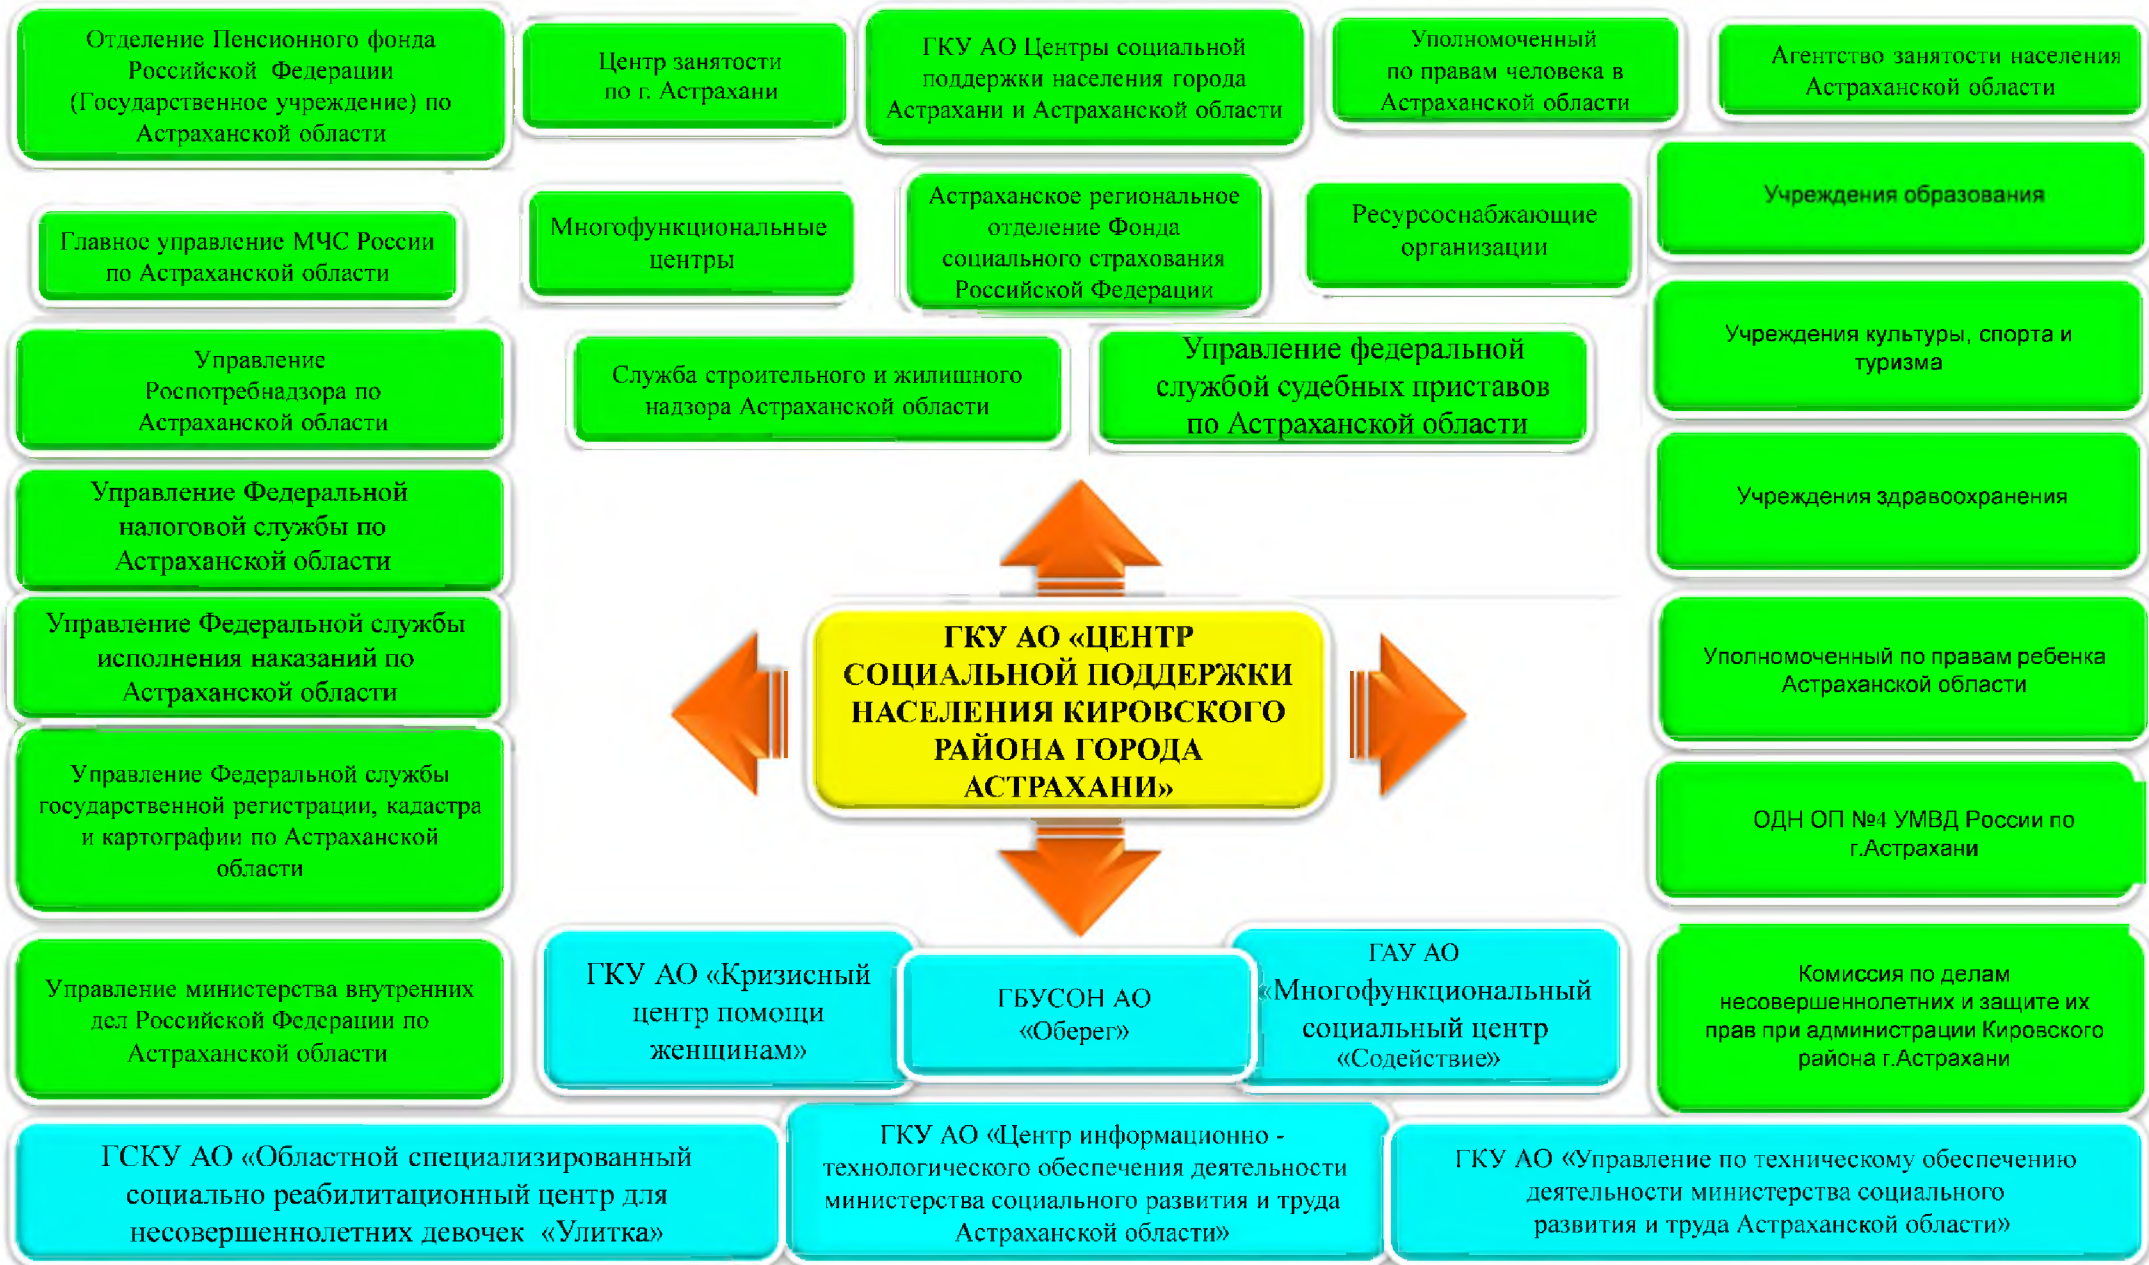 Отделение Пенсионного фонда
Российской Федерации
(Государственное учреждение) по
Астраханской области
Центр занятости
по г. Астрахани
ГКУ АО Центры социальной
поддержки населения города
Астрахани и Астраханской области
Уполномоченный
по правам человека в
Астраханской области
Агентство занятости населения
Астраханской области
Главное управление МЧС России
по Астраханской области
Многофункциональные
центры
Астраханское региональное
отделение Фонда
социального страхования
Российской Федерации
Ресурсоснабжающие
организации
Учреждения образования
Управление
Роспотребнадзора по
Астраханской области
Служба строительного и жилищного
надзора Астраханской области
Управление федеральной
службой судебных приставов
по Астраханской области
Учреждения культуры, спорта и
туризма
Управление Федеральной
налоговой службы по
Астраханской области
Учреждения здравоохранения
Управление Федеральной службы
исполнения наказаний по
Астраханской области
ГКУ АО «ЦЕНТР
СОЦИАЛЬНОЙ ПОДДЕРЖКИ
НАСЕЛЕНИЯ КИРОВСКОГО
РАЙОНА ГОРОДА
АСТРАХАНИ»
Уполномоченный по правам ребенка
Астраханской области
Управление Федеральной службы
государственной регистрации, кадастра
и картографии по Астраханской
области
ОДН ОП №4 УМВД России по
г.Астрахани
Управление министерства внутренних
дел Российской Федерации по
Астраханской области
ГКУ АО «Кризисный
центр помощи
женщинам»
ГБУСОН АО
«Оберег»
ГАУ АО
«Многофункциональный
социальный центр
«Содействие»
Комиссия по делам
несовершеннолетних и защите их
прав при администрации Кировского
района г.Астрахани
ГСКУ АО «Областной специализированный
социально реабилитационный центр для
несовершеннолетних девочек «Улитка»
ГКУ АО «Центр информационно -
технологического обеспечения деятельности
министерства социального развития и труда
Астраханской области»
ГКУ АО «Управление по техническому обеспечению
деятельности министерства социального
развития и труда Астраханской области»